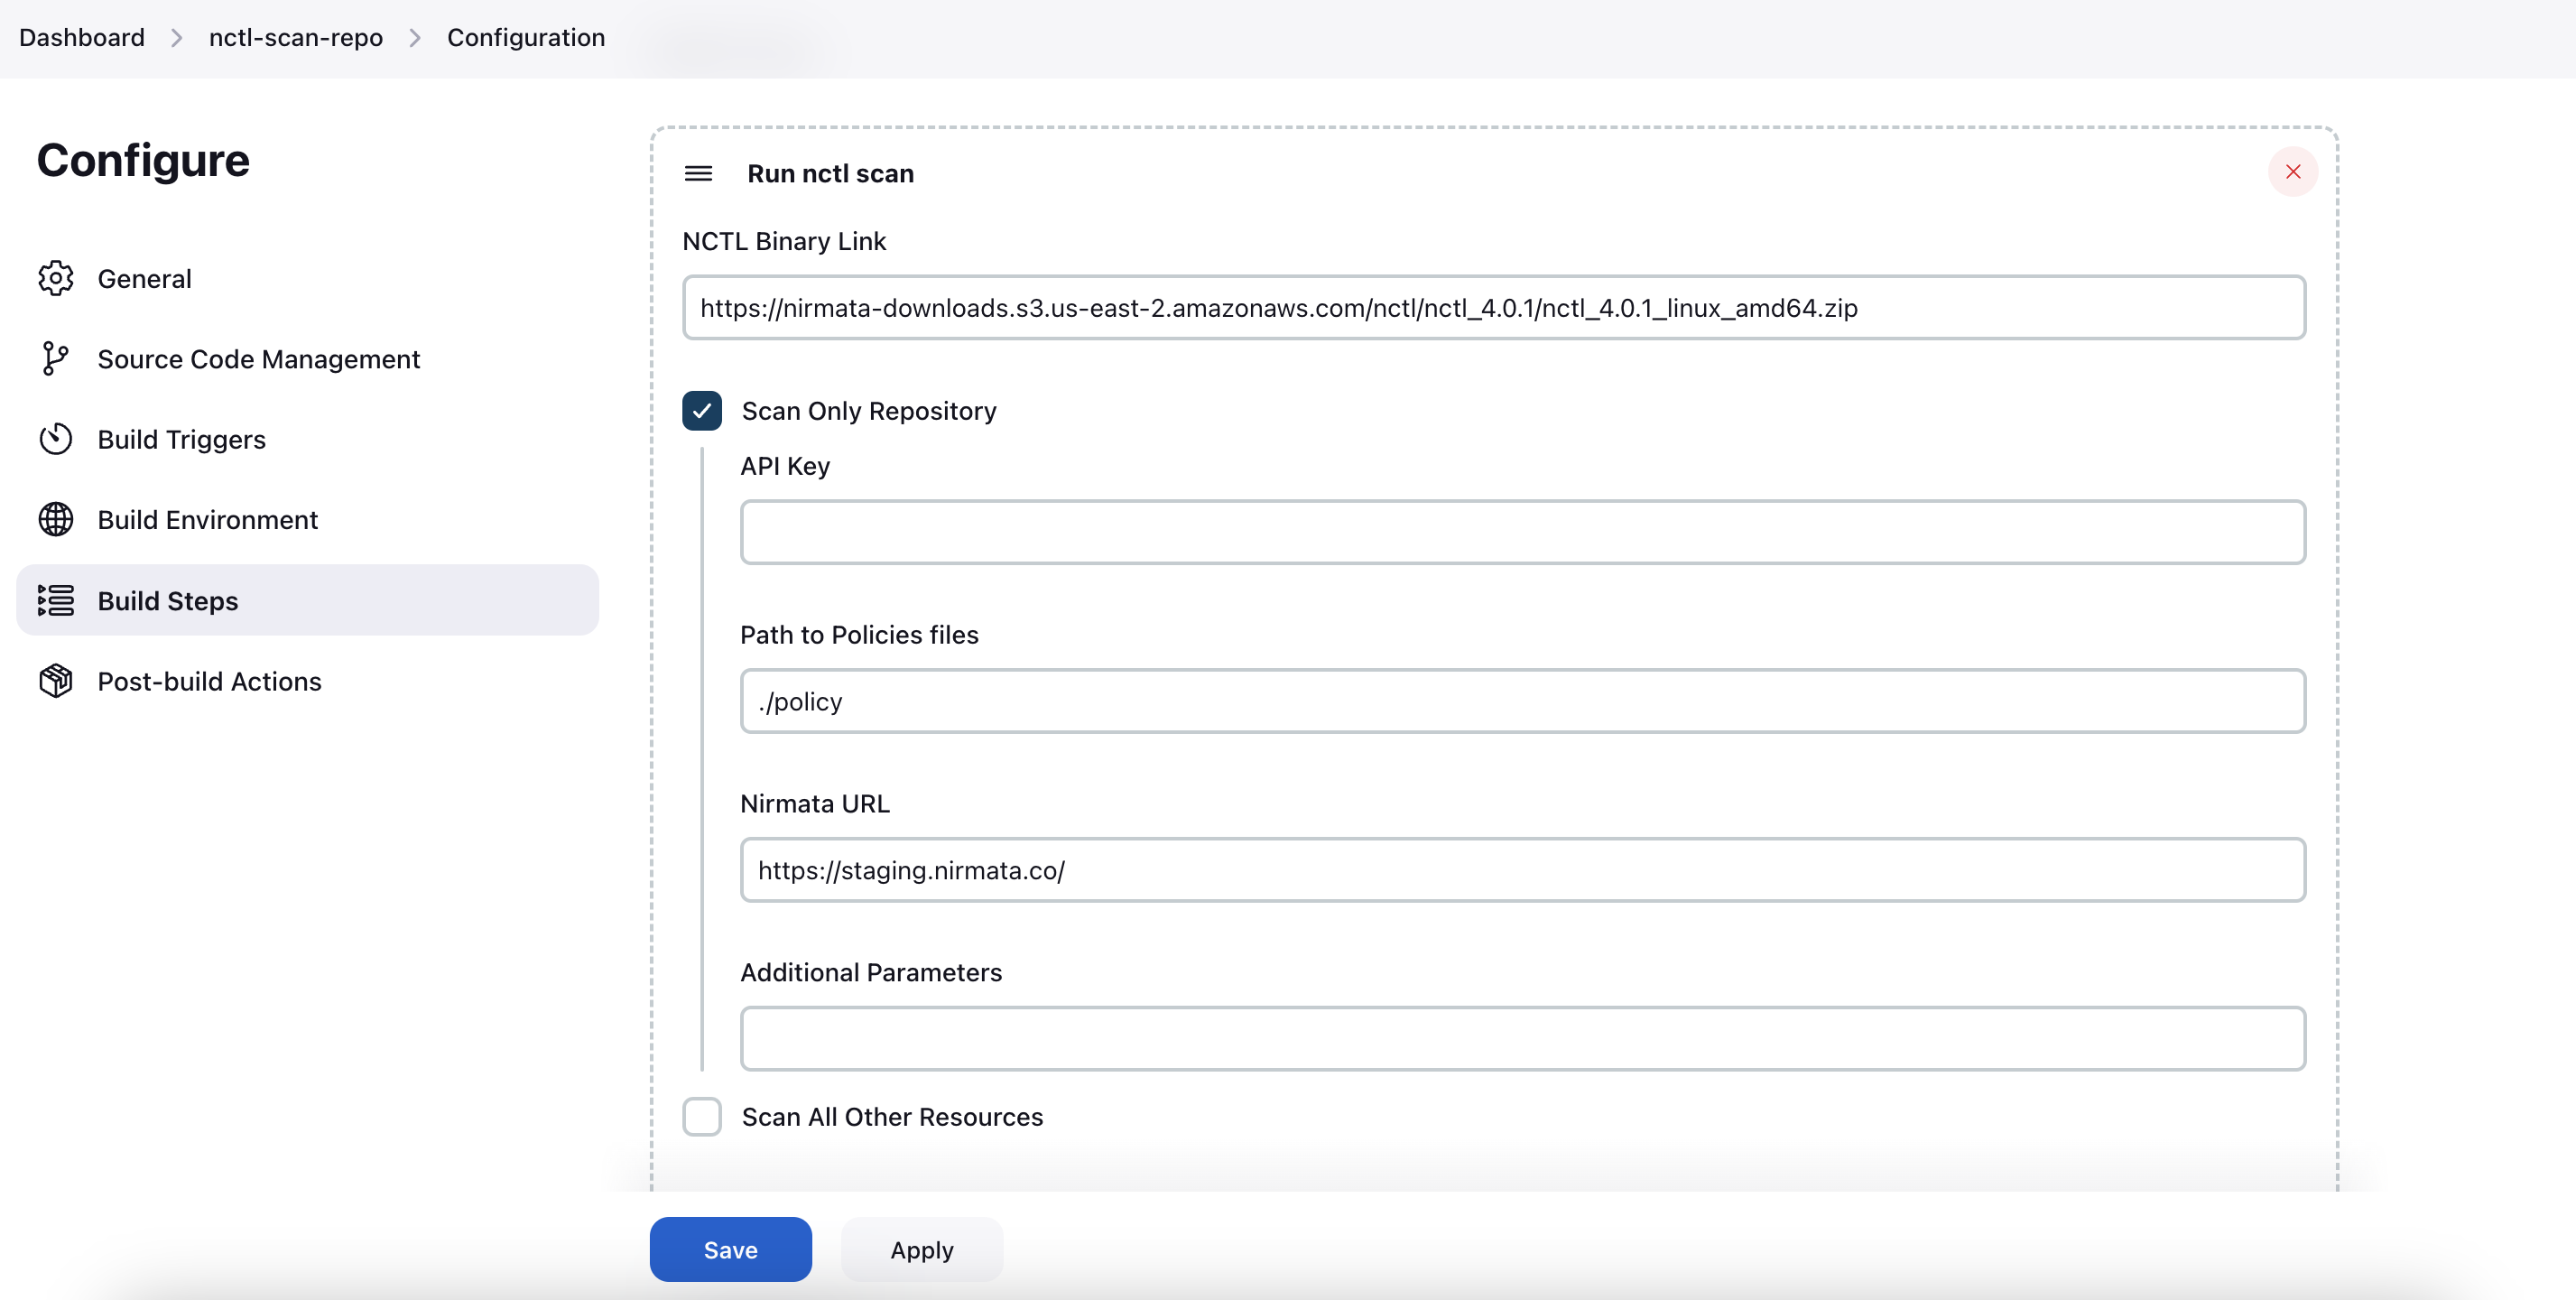 Dashboard > nctl-scan-repo > Configuration
Configure
General
Source Code Management
Build Triggers
Build Environment
Build Steps
Post-build Actions
Run nctl scan
NCTL Binary Link
https://nirmata-downloads.s3.us-east-2.amazonaws.com/nctl/nctl_4.0.1/nctl_4.0.1_linux_amd64.zip
Scan Only Repository
API Key
Path to Policies files
./policy
Nirmata URL
https://staging.nirmata.co/
Additional Parameters
Scan All Other Resources
Save Apply